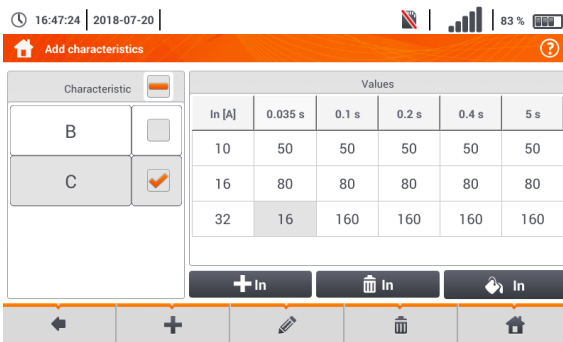 16:47:24 2018-07-20 83 %
Add characteristics ?
Characteristic
Values
In [A] 0.035 s 0.1 s 0.2 s 0.4 s 5 s
B
10 50 50 50 50 50
C
16 80 80 80 80 80
32 16 160 160 160 160
In In In